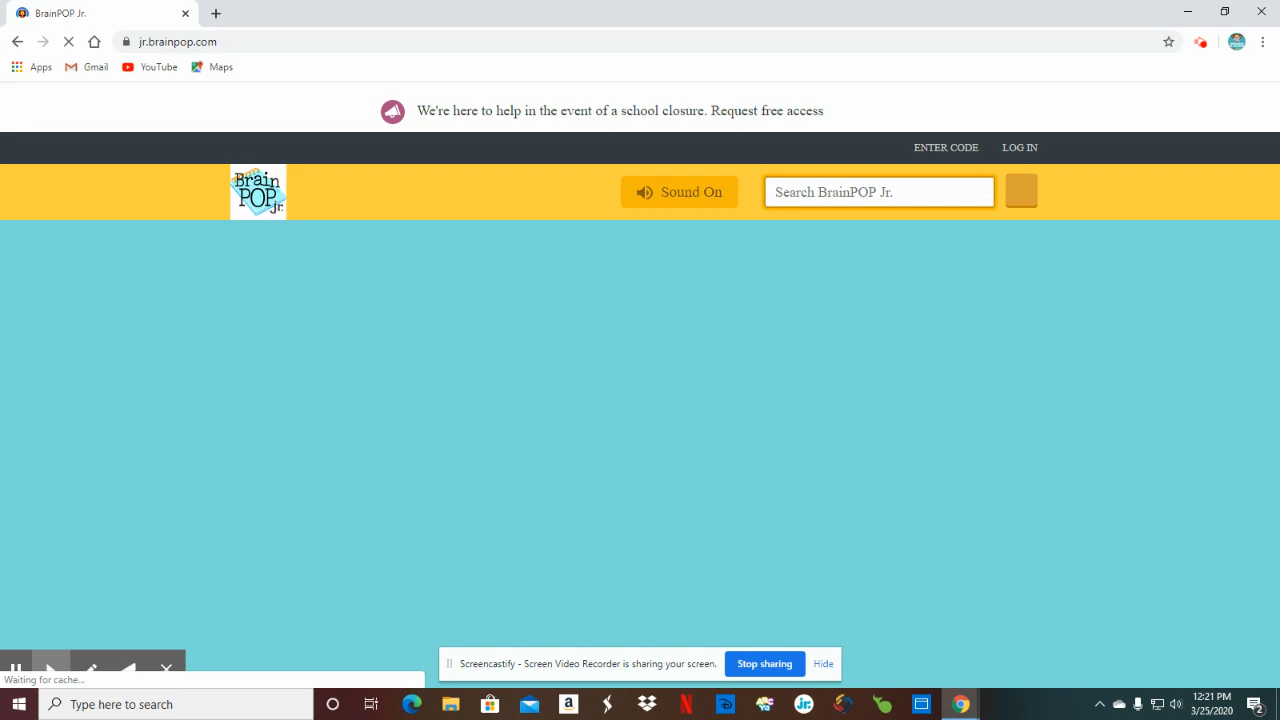 BrainPOP Jr.
jr.brainpop.com
Apps Gmail YouTube Maps
We're here to help in the event of a school closure. Request free access
ENTER CODE LOG IN
Brain POP jr.
Sound On
Search BrainPOP Jr.
Screencastify - Screen Video Recorder is sharing your screen. Stop sharing Hide
Waiting for cache...
Type here to search
jr.
12:21 PM
3/25/2020
2